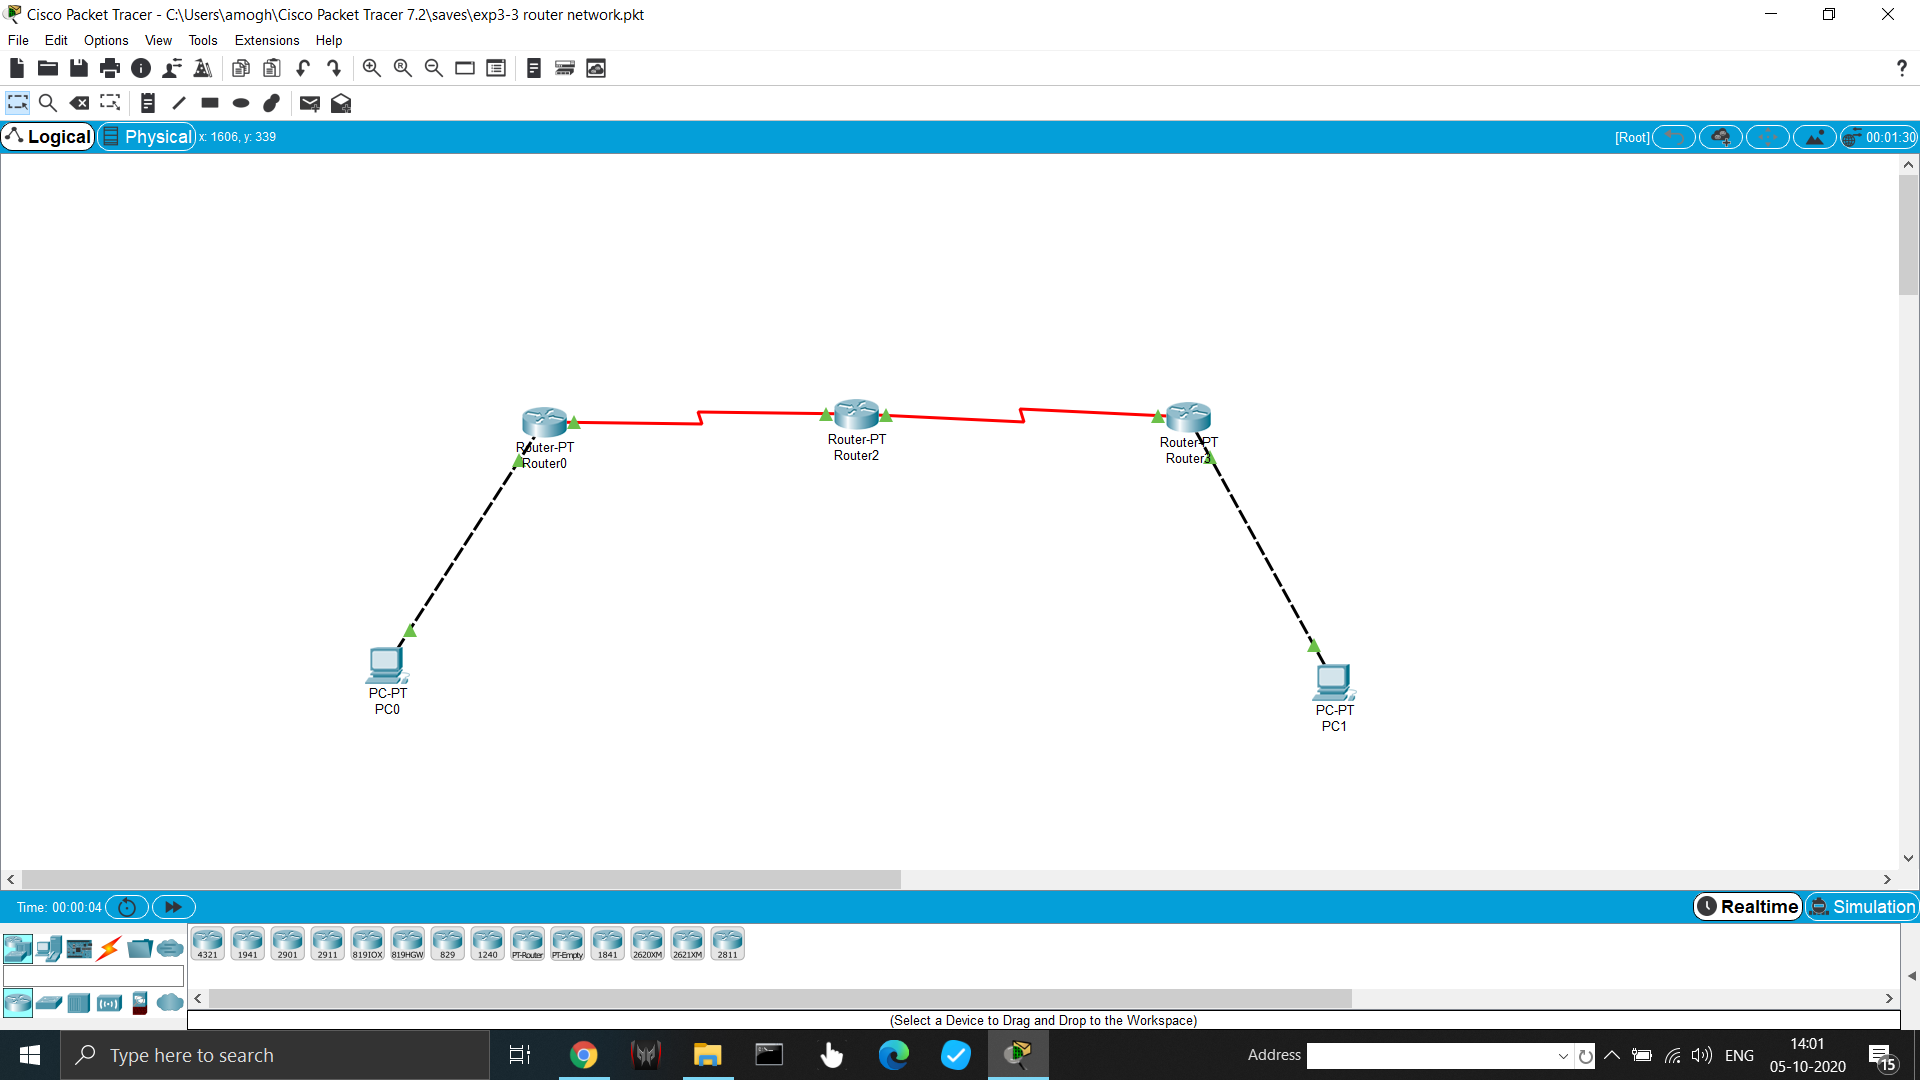 Cisco Packet Tracer - C:\Users\amogh\Cisco Packet Tracer 7.2\saves\exp3-3 router network.pkt
File Edit Options View Tools Extensions Help
?
Logical Physical x: 1606, y: 339 [Root] 00:01:30
Router-PT
Router0
Router-PT
Router2
Router-PT
Router3
PC-PT
PC0
PC-PT
PC1
Time: 00:00:04 Realtime Simulation
4321 1941 2901 2911 819IOX 819HGW 829 1240 PT-Router PT-Empty 1841 2620XM 2621XM 2811
(Select a Device to Drag and Drop to the Workspace)
Type here to search Address ENG 14:01
05-10-2020 15